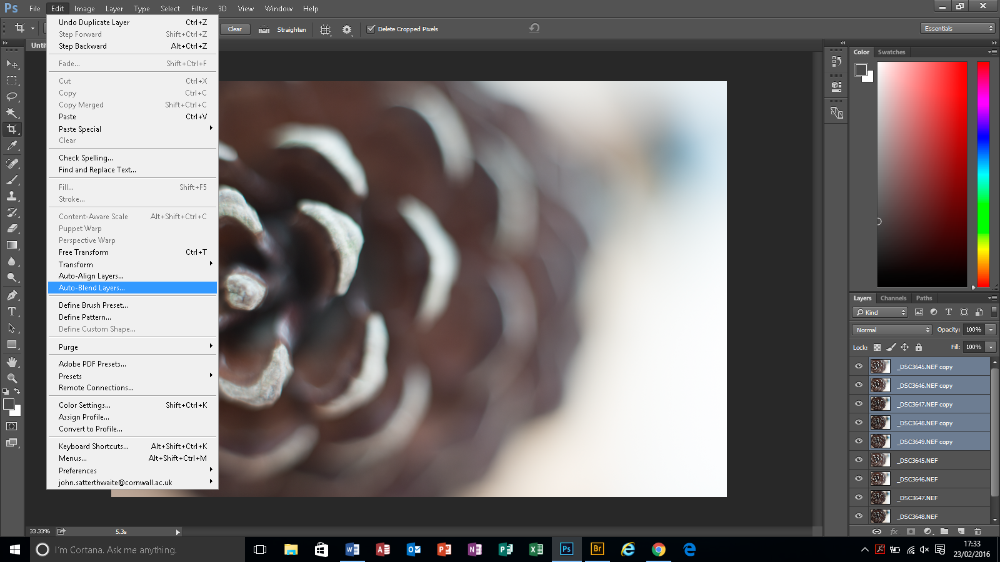 Ps File Edit Image Layer Type Select Filter 3D View Window Help
Clear Straighten Delete Cropped Pixels Essentials
Undo Duplicate Layer Ctrl+Z
Step Forward Shift+Ctrl+Z
Step Backward Alt+Ctrl+Z
Fade... Shift+Ctrl+F
Cut Ctrl+X
Copy Ctrl+C
Copy Merged Shift+Ctrl+C
Paste Ctrl+V
Paste Special
Clear
Check Spelling...
Find and Replace Text...
Fill... Shift+F5
Stroke...
Content-Aware Scale Alt+Shift+Ctrl+C
Puppet Warp
Perspective Warp
Free Transform Ctrl+T
Transform
Auto-Align Layers...
Auto-Blend Layers...
Define Brush Preset...
Define Pattern...
Define Custom Shape...
Purge
Adobe PDF Presets...
Presets
Remote Connections...
Color Settings... Shift+Ctrl+K
Assign Profile...
Convert to Profile...
Keyboard Shortcuts... Alt+Shift+Ctrl+K
Menus... Alt+Shift+Ctrl+M
Preferences
john.satterthwaite@cornwall.ac.uk
Color Swatches
Layers Channels Paths
Kind
Normal Opacity: 100%
Lock: Fill: 100%
_DSC3645.NEF copy
_DSC3646.NEF copy
_DSC3647.NEF copy
_DSC3648.NEF copy
_DSC3649.NEF copy
_DSC3645.NEF
_DSC3646.NEF
_DSC3647.NEF
_DSC3648.NEF
fx
33.33% 5.3s
I'm Cortana. Ask me anything.
Ps Br
17:33
23/02/2016